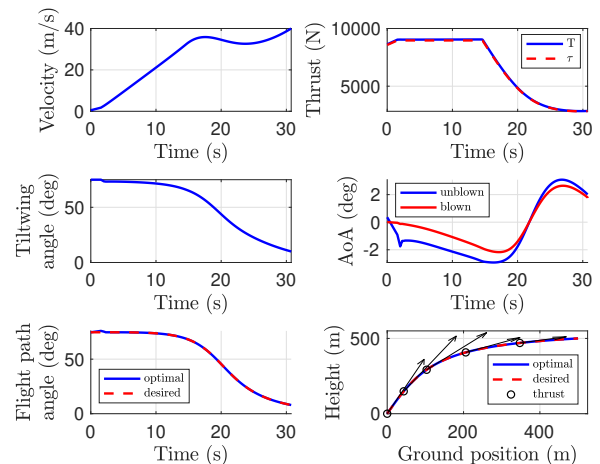 Velocity (m/s)
40
20
0
0 10 20 30
Time (s)
Thrust (N)
10000
5000
T
τ
0 10 20 30
Time (s)
Tiltwing
angle (deg)
50
0
0 10 20 30
Time (s)
AoA (deg)
2
0
-2
unblown
blown
0 10 20 30
Time (s)
Flight path
angle (deg)
50
0
optimal
desired
0 10 20 30
Time (s)
Height (m)
500
0
optimal
desired
thrust
0 200 400
Ground position (m)